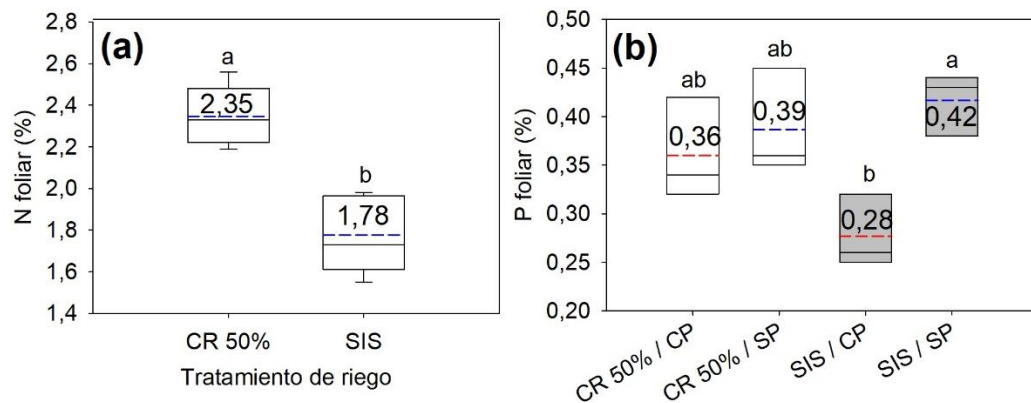 (a)
N foliar (%)
2,8
2,6
2,4
2,2
2,0
1,8
1,6
1,4
a
2,35
b
1,78
CR 50%
SIS
Tratamiento de riego
(b)
P foliar (%)
0,50
0,45
0,40
0,35
0,30
0,25
0,20
ab
0,36
ab
0,39
b
0,28
a
0,42
CR 50% / CP
CR 50% / SP
SIS / CP
SIS / SP